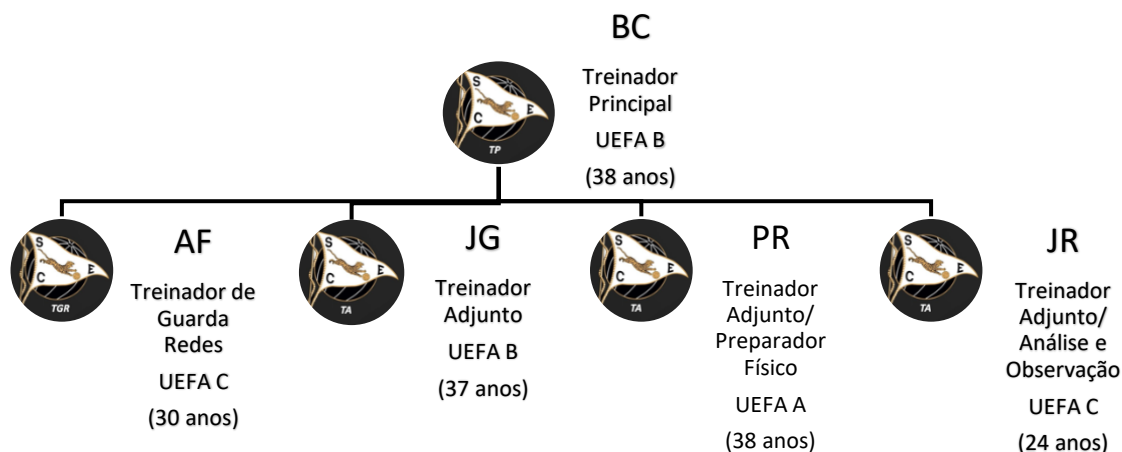 BC
Treinador
Principal
UEFA B
(38 anos)
S
E
C
TP
S
E
C
TGR
AF
Treinador de
Guarda
Redes
UEFA C
(30 anos)
S
E
C
TA
JG
Treinador
Adjunto
UEFA B
(37 anos)
S
E
C
TA
PR
Treinador
Adjunto/
Preparador
Físico
UEFA A
(38 anos)
S
E
C
TA
JR
Treinador
Adjunto/
Análise e
Observação
UEFA C
(24 anos)